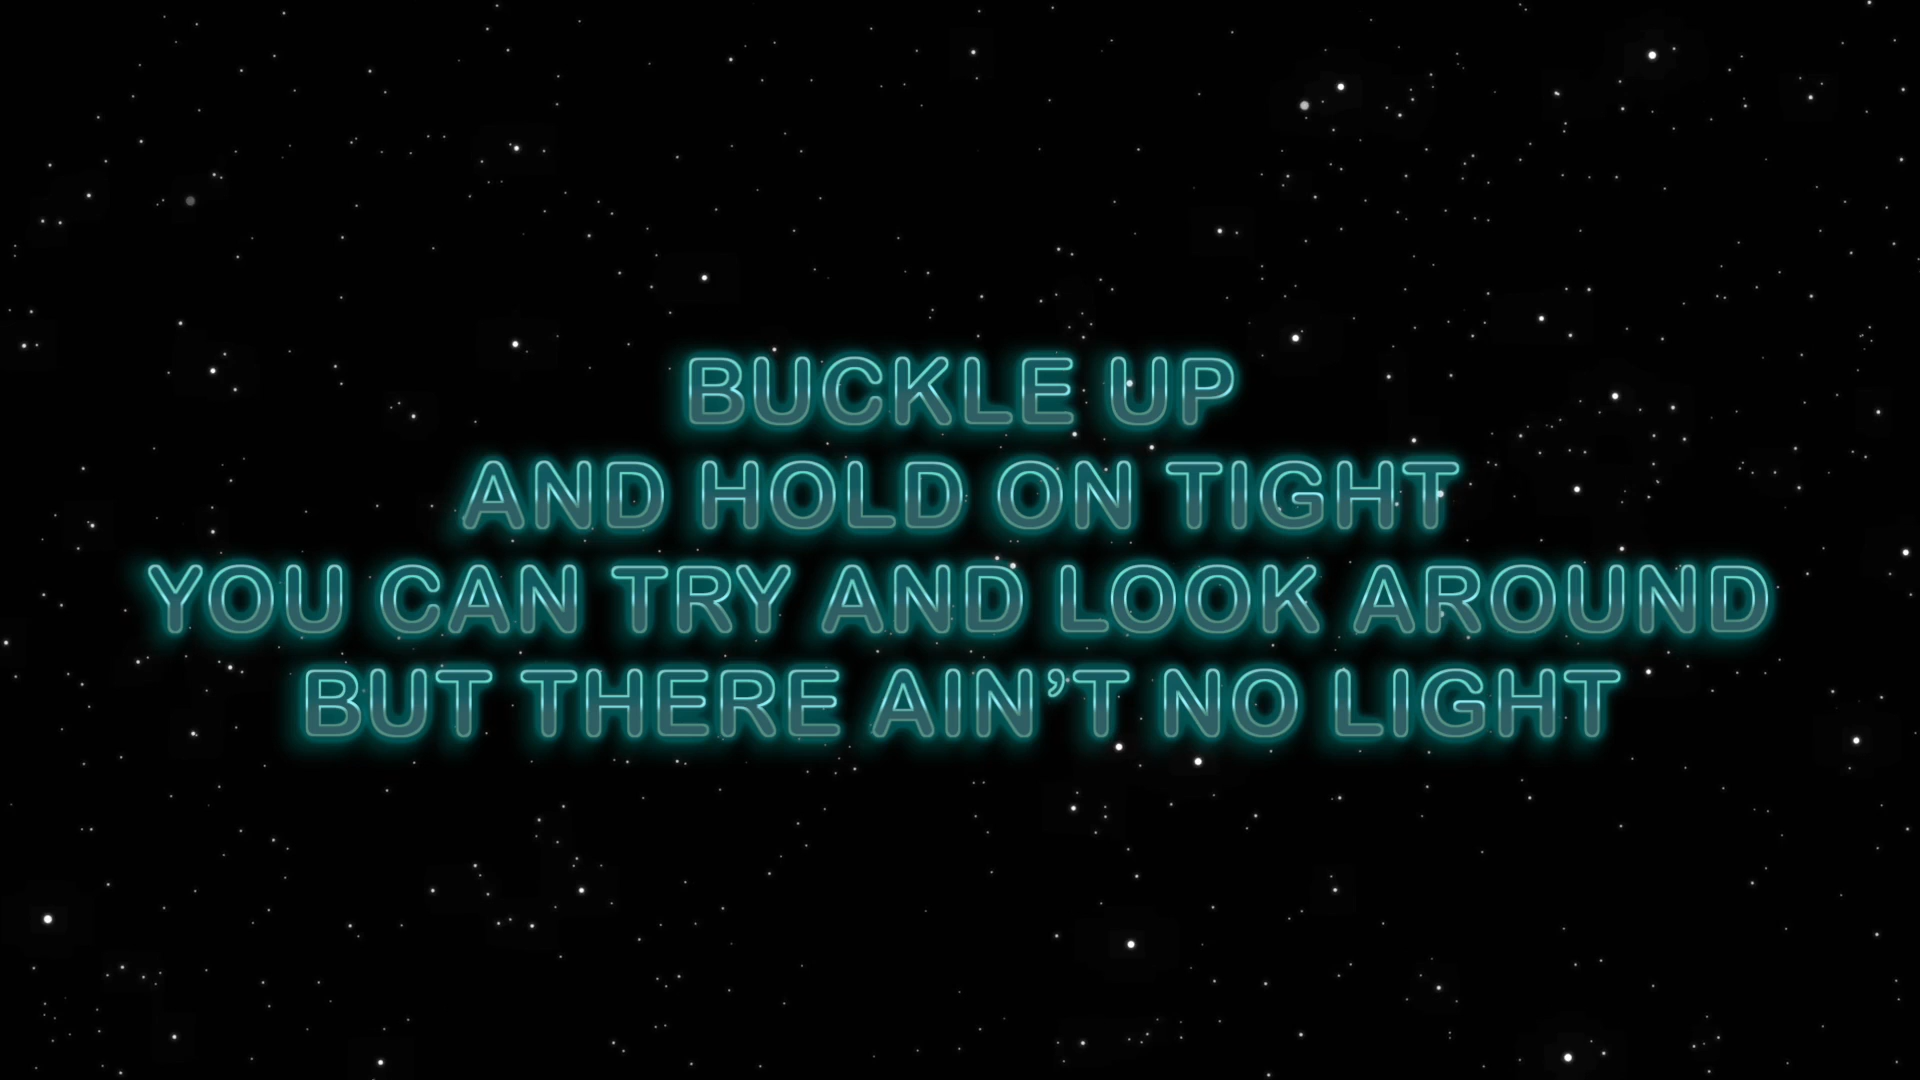 BUCKLE UP
AND HOLD ON TIGHT
YOU CAN TRY AND LOOK AROUND
BUT THERE AIN’T NO LIGHT